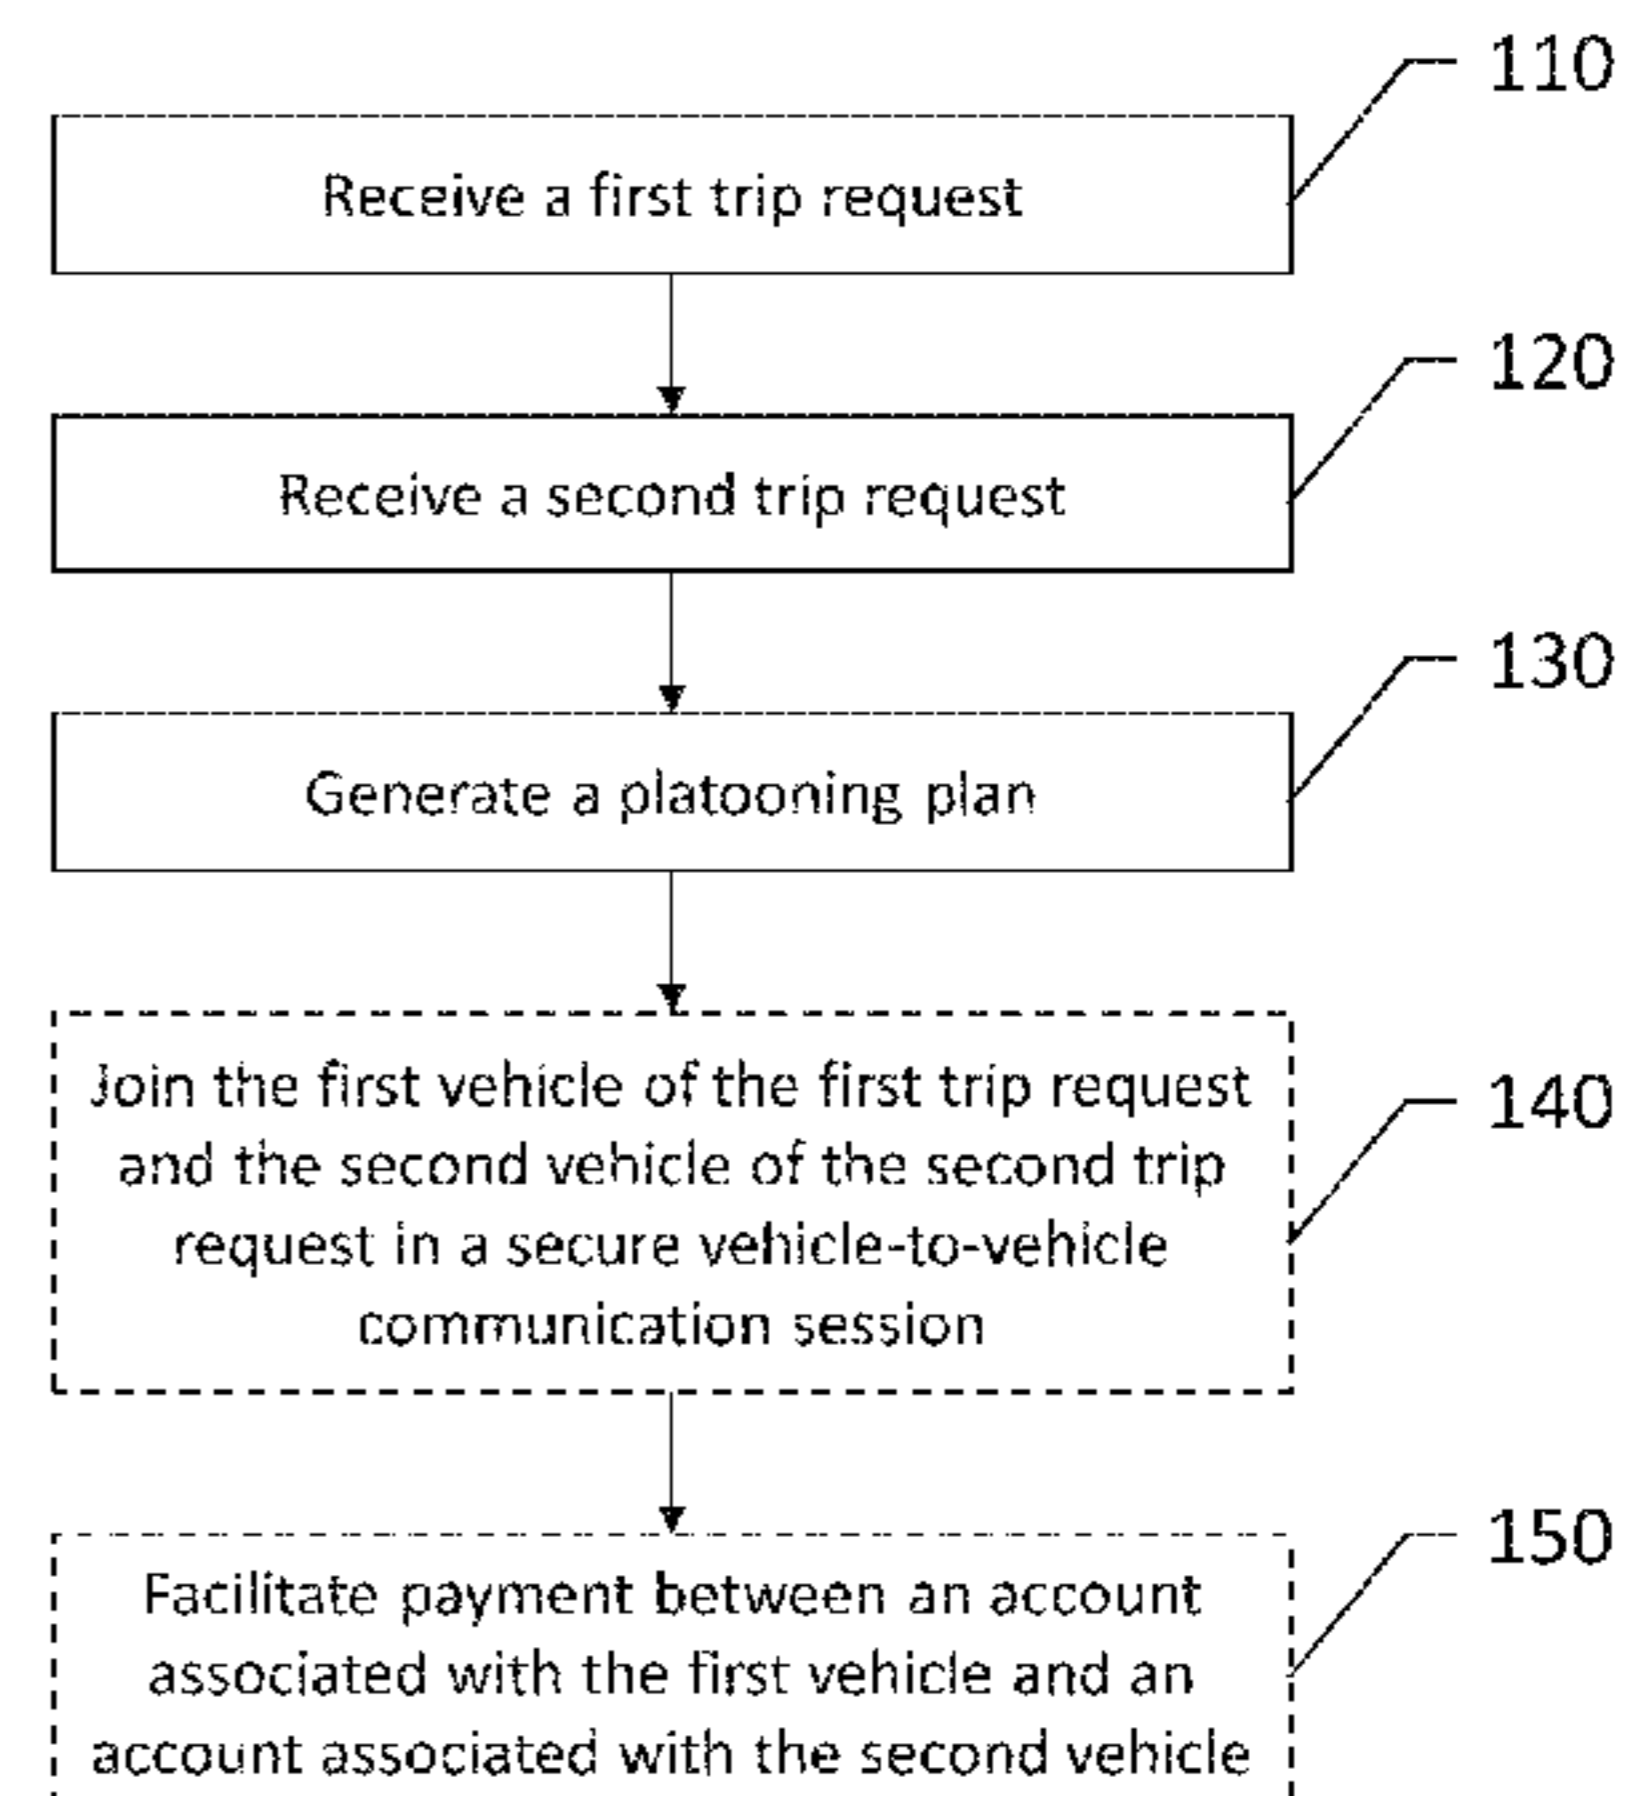 110
Receive a first trip request
120
Receive a second trip request
130
Generate a platooning plan
140
Join the first vehicle of the first trip request
and the second vehicle of the second trip
request in a secure vehicle-to-vehicle
communication session
150
Facilitate payment between an account
associated with the first vehicle and an
account associated with the second vehicle